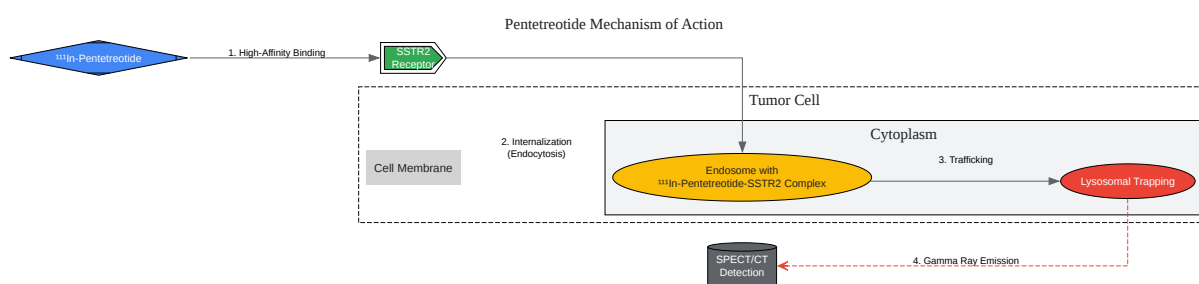 Pentetreotide Mechanism of Action
¹¹¹In-Pentetreotide
1. High-Affinity Binding
SSTR2
Receptor
Tumor Cell
Cytoplasm
Cell Membrane
2. Internalization
(Endocytosis)
Endosome with
¹¹¹In-Pentetreotide-SSTR2 Complex
3. Trafficking
Lysosomal Trapping
SPECT/CT
Detection
4. Gamma Ray Emission